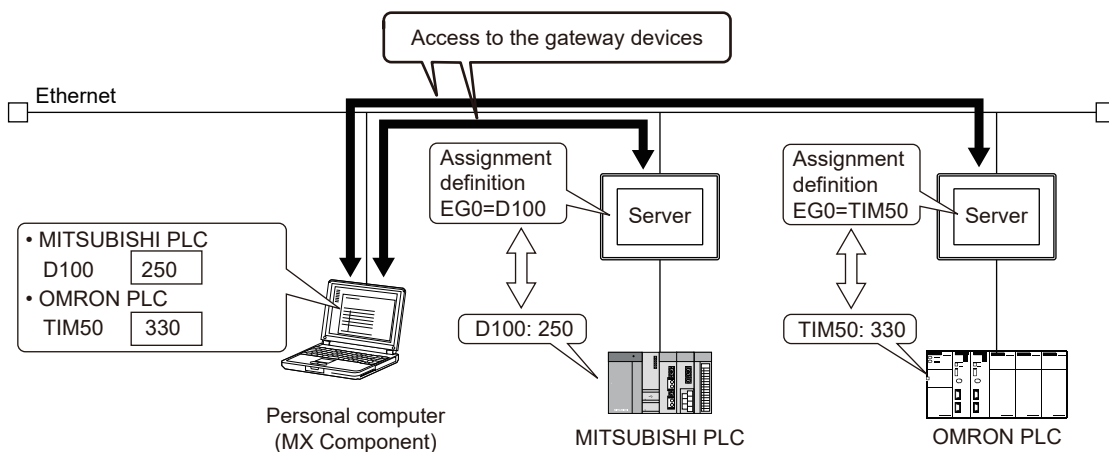 Access to the gateway devices
Ethernet
Assignment
definition
EG0=D100
Server
Assignment
definition
EG0=TIM50
Server
• MITSUBISHI PLC
D100 250
• OMRON PLC
TIM50 330
D100: 250
TIM50: 330
Personal computer
(MX Component)
MITSUBISHI PLC
OMRON PLC